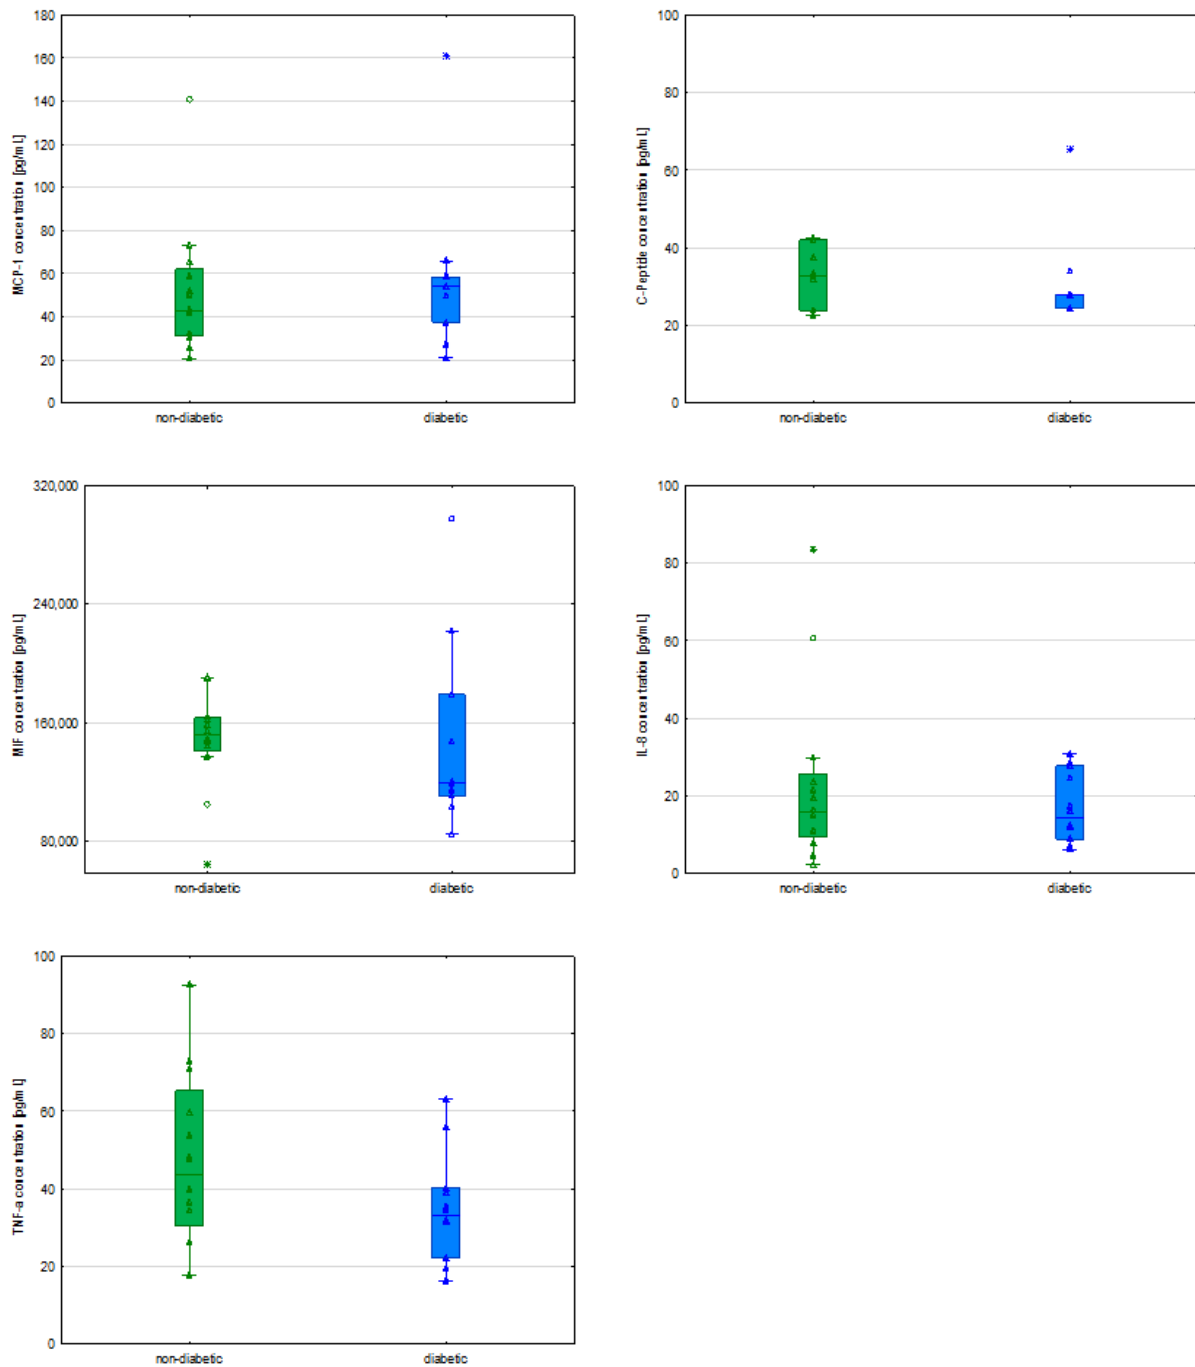 180
160
140
120
100
80
60
40
20
0
MCP-1 concentration [pg/mL]
non-diabetic
diabetic
100
80
60
40
20
0
C-Peptide concentration [pg/mL]
non-diabetic
diabetic
320,000
240,000
160,000
80,000
MIF concentration [pg/mL]
non-diabetic
diabetic
100
80
60
40
20
0
IL-8 concentration [pg/mL]
non-diabetic
diabetic
100
80
60
40
20
0
TNF-a concentration [pg/mL]
non-diabetic
diabetic